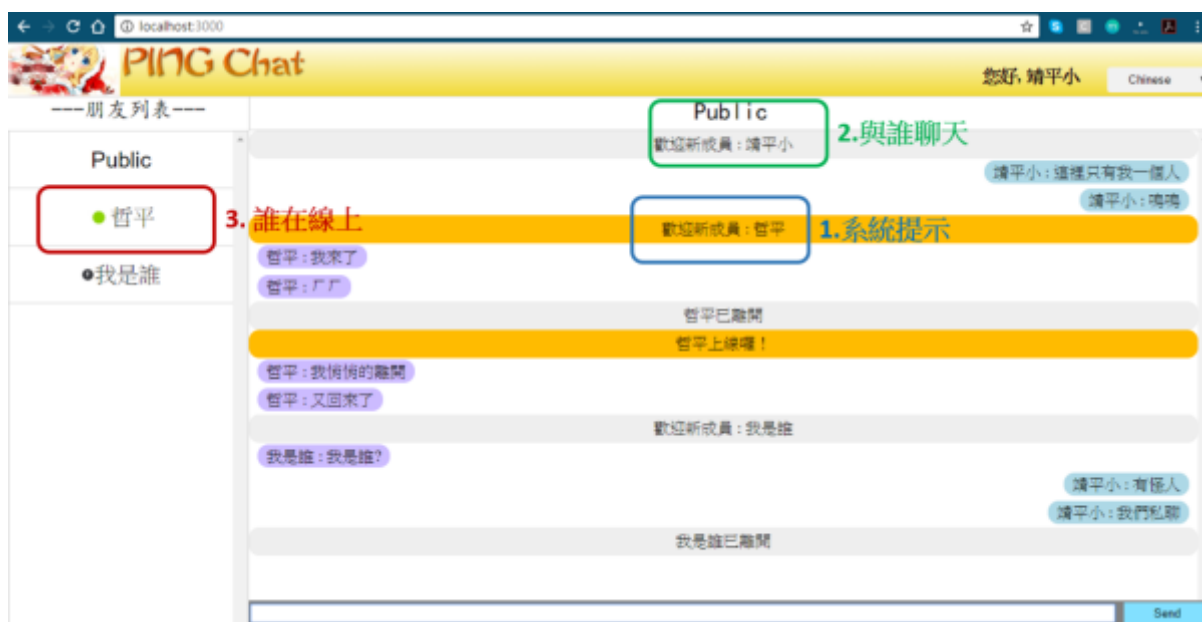 localhost:3000
PING Chat
您好, 靖平小
Chinese
---朋友列表---
Public
哲平
我是誰
3. 誰在線上
Public
2.與誰聊天
歡迎新成員：靖平小
靖平小：這裡只有我一個人
靖平小：嗚嗚
歡迎新成員：哲平
1.系統提示
哲平：我來了
哲平：ㄏㄏ
哲平已離開
哲平上線囉！
哲平：我悄悄的離開
哲平：又回來了
歡迎新成員：我是誰
我是誰：我是誰?
靖平小：有怪人
靖平小：我們私聊
我是誰已離開
Send